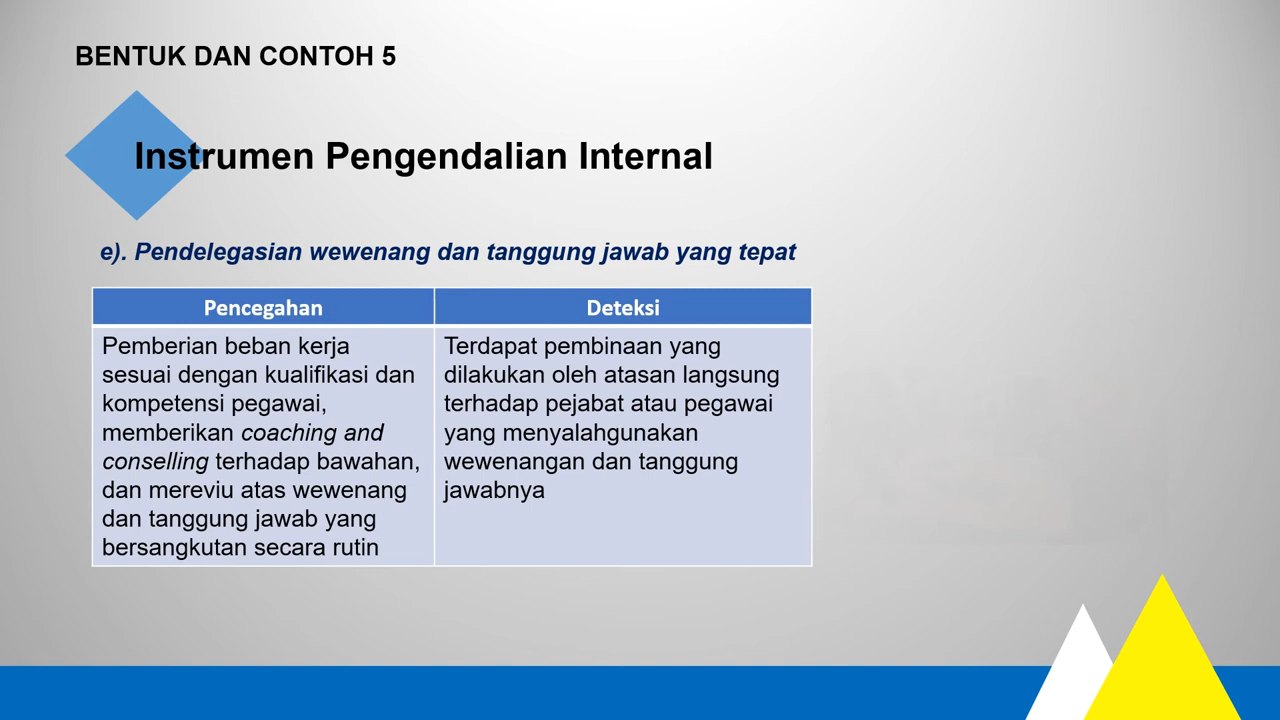 BENTUK DAN CONTOH 5
Instrumen Pengendalian Internal
e). Pendelegasian wewenang dan tanggung jawab yang tepat
Pencegahan
Pemberian beban kerja
sesuai dengan kualifikasi dan
kompetensi pegawai,
memberikan coaching and
conselling terhadap bawahan,
dan mereviu atas wewenang
dan tanggung jawab yang
bersangkutan secara rutin
Deteksi
Terdapat pembinaan yang
dilakukan oleh atasan langsung
terhadap pejabat atau pegawai
yang menyalahgunakan
wewenangan dan tanggung
jawabnya